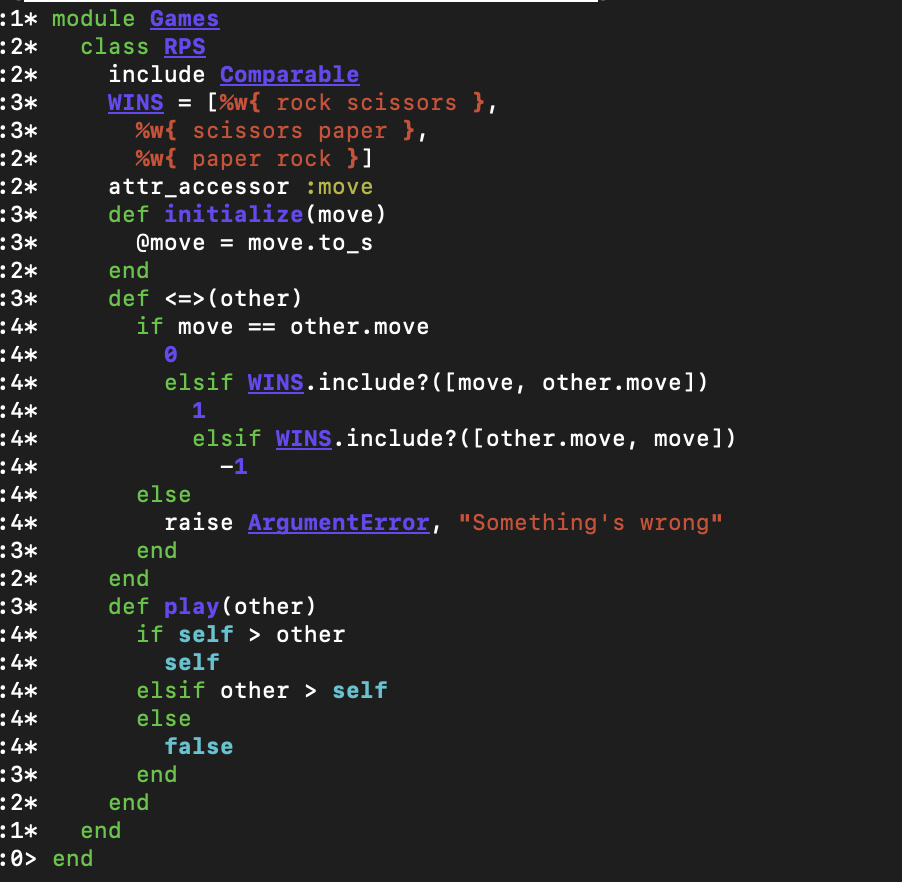 :1* module Games
:2*   class RPS
:2*     include Comparable
:3*     WINS = [%w{ rock scissors },
:3*       %w{ scissors paper },
:2*       %w{ paper rock }]
:2*     attr_accessor :move
:3*     def initialize(move)
:3*       @move = move.to_s
:2*     end
:3*     def <=>(other)
:4*       if move == other.move
:4*         0
:4*         elsif WINS.include?([move, other.move])
:4*           1
:4*           elsif WINS.include?([other.move, move])
:4*             -1
:4*       else
:4*         raise ArgumentError, "Something's wrong"
:3*       end
:2*     end
:3*     def play(other)
:4*       if self > other
:4*         self
:4*       elsif other > self
:4*       else
:4*         false
:3*       end
:2*     end
:1*   end
:0> end